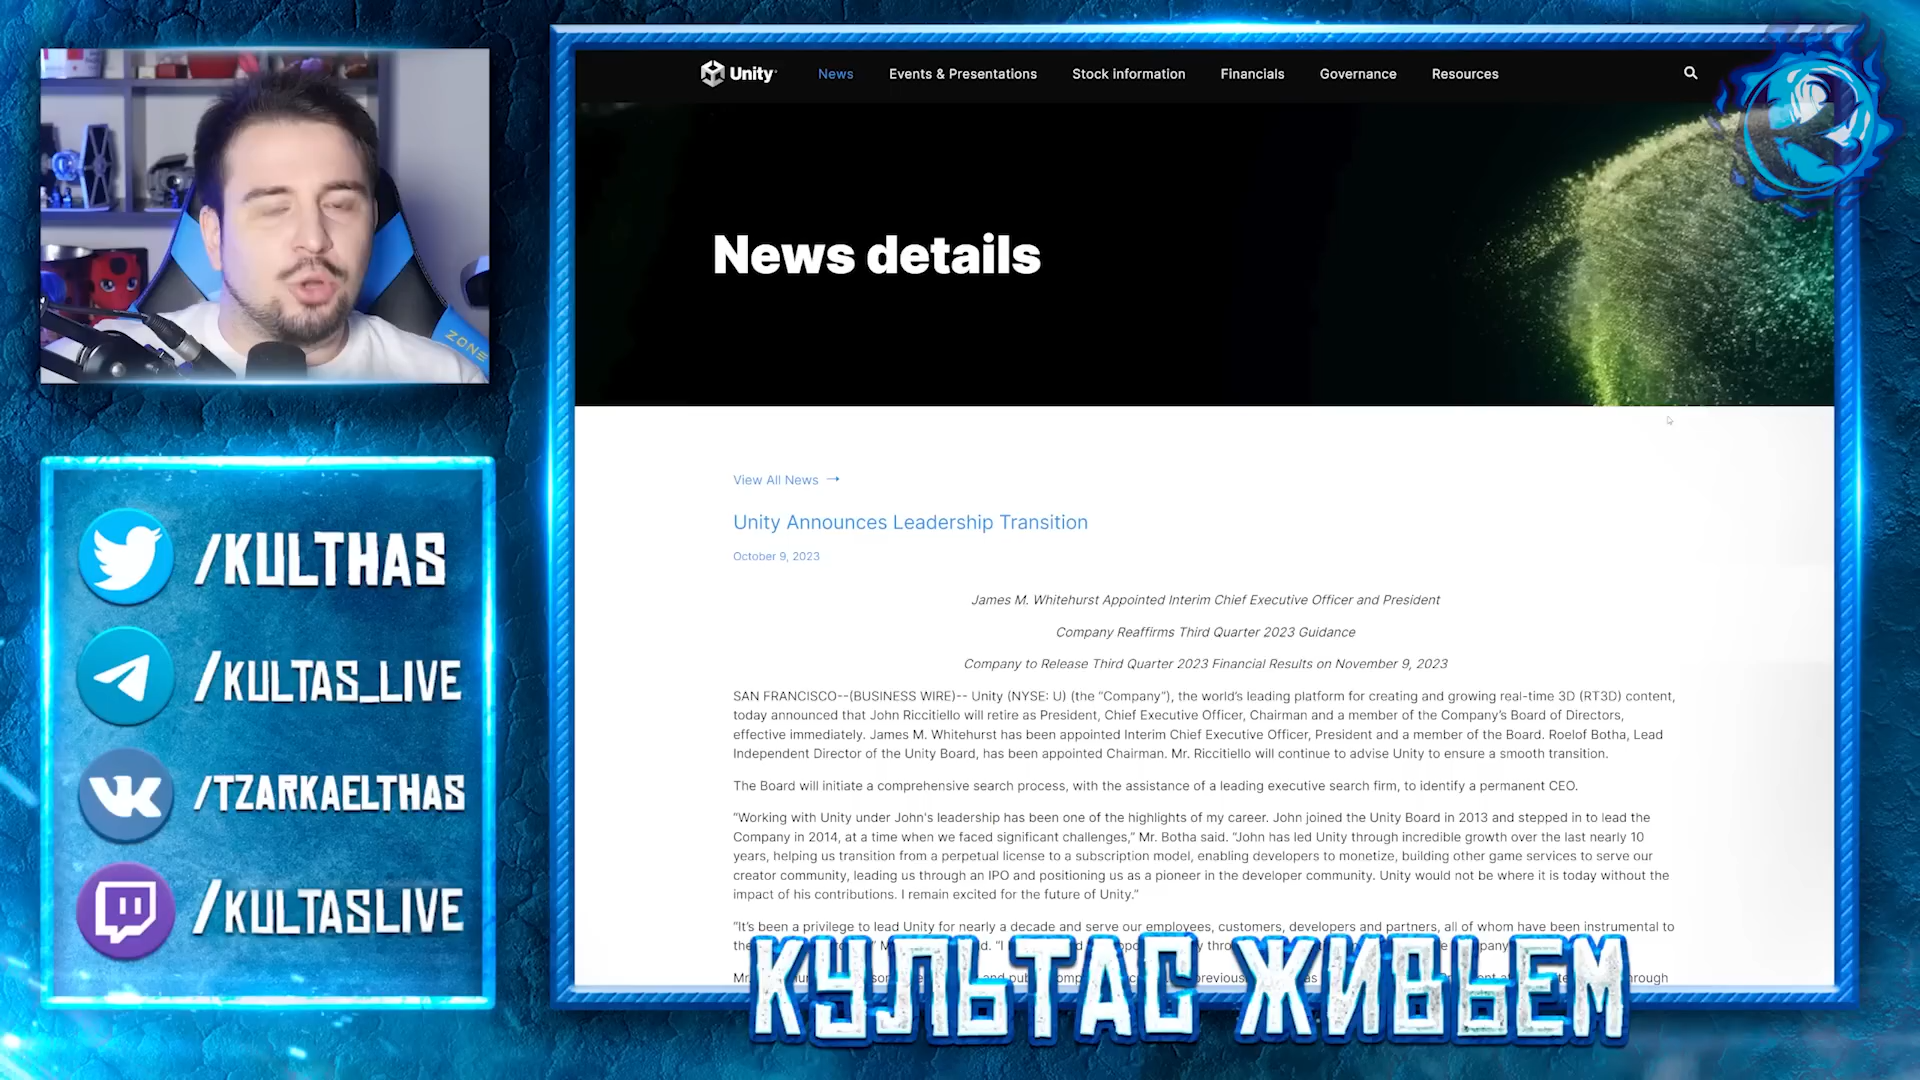 Unity
News
Events & Presentations
Stock information
Financials
Governance
Resources
News details
ZONE
/KULTHAS
/KULTAS_LIVE
/TZARKAELTHAS
/KULTASLIVE
View All News →
Unity Announces Leadership Transition
October 9, 2023
James M. Whitehurst Appointed Interim Chief Executive Officer and President
Company Reaffirms Third Quarter 2023 Guidance
Company to Release Third Quarter 2023 Financial Results on November 9, 2023
SAN FRANCISCO--(BUSINESS WIRE)-- Unity (NYSE: U) (the “Company”), the world’s leading platform for creating and growing real-time 3D (RT3D) content,
today announced that John Riccitiello will retire as President, Chief Executive Officer, Chairman and a member of the Company’s Board of Directors,
effective immediately. James M. Whitehurst has been appointed Interim Chief Executive Officer, President and a member of the Board. Roelof Botha, Lead
Independent Director of the Unity Board, has been appointed Chairman. Mr. Riccitiello will continue to advise Unity to ensure a smooth transition.
The Board will initiate a comprehensive search process, with the assistance of a leading executive search firm, to identify a permanent CEO.
“Working with Unity under John's leadership has been one of the highlights of my career. John joined the Unity Board in 2013 and stepped in to lead the
Company in 2014, at a time when we faced significant challenges,” Mr. Botha said. “John has led Unity through incredible growth over the last nearly 10
years, helping us transition from a perpetual license to a subscription model, enabling developers to monetize, building other game services to serve our
creator community, leading us through an IPO and positioning us as a pioneer in the developer community. Unity would not be where it is today without the
impact of his contributions. I remain excited for the future of Unity.”
“It’s been a privilege to lead Unity for nearly a decade and serve our employees, customers, developers and partners, all of whom have been instrumental to
КУЛЬТАС ЖИВЬЕМ